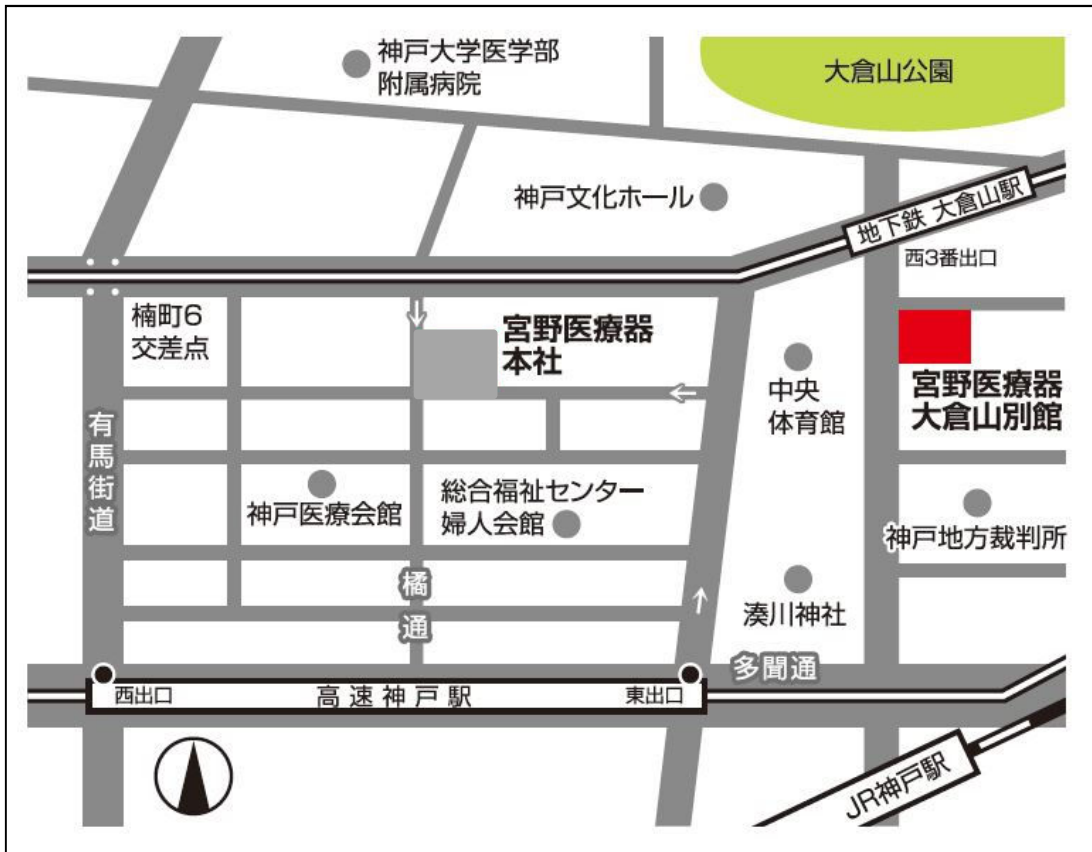 神戸大学医学部
附属病院
大倉山公園
神戸文化ホール
地下鉄 大倉山駅
西3番出口
楠町6
交差点
宮野医療器
本社
中央
体育館
宮野医療器
大倉山別館
有馬街道
神戸医療会館
総合福祉センター
婦人会館
神戸地方裁判所
橘通
湊川神社
多聞通
西出口
高速神戸駅
東出口
JR神戸駅